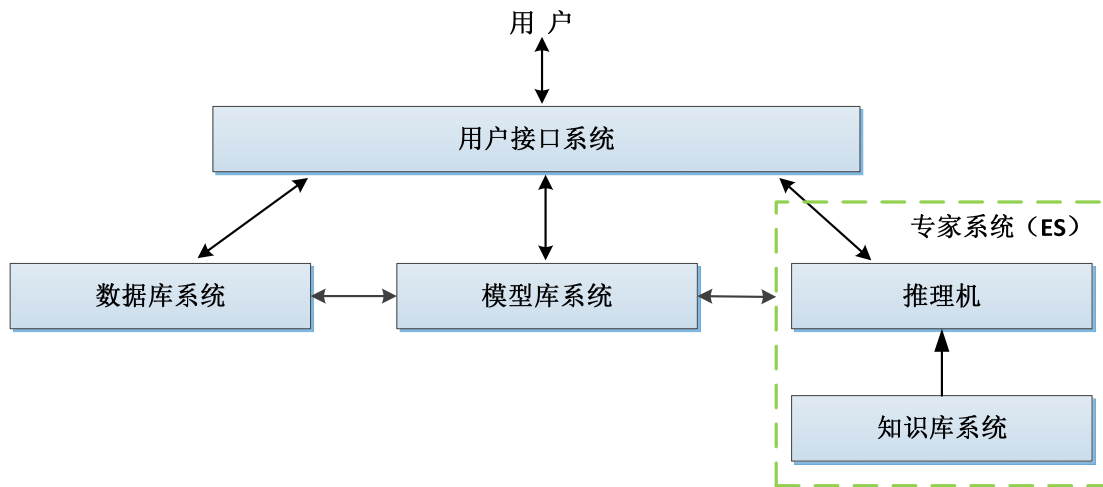 用 户
用户接口系统
专家系统（ES）
数据库系统
模型库系统
推理机
知识库系统